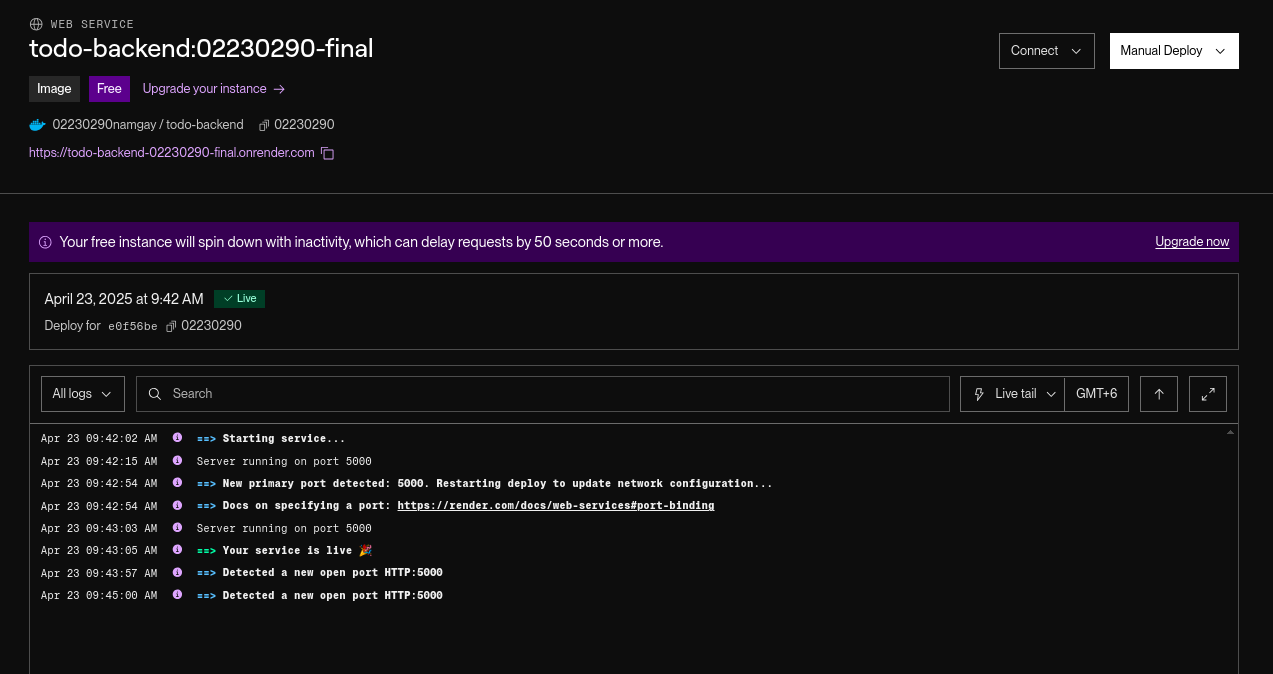 WEB SERVICE
todo-backend:02230290-final
Connect
Manual Deploy
Image Free Upgrade your instance →
02230290namgay / todo-backend 02230290
https://todo-backend-02230290-final.onrender.com
Your free instance will spin down with inactivity, which can delay requests by 50 seconds or more. Upgrade now
April 23, 2025 at 9:42 AM ✓ Live
Deploy for e0f56be 02230290
All logs Search Live tail GMT+6
Apr 23 09:42:02 AM ==> Starting service...
Apr 23 09:42:15 AM Server running on port 5000
Apr 23 09:42:54 AM ==> New primary port detected: 5000. Restarting deploy to update network configuration...
Apr 23 09:42:54 AM ==> Docs on specifying a port: https://render.com/docs/web-services#port-binding
Apr 23 09:43:03 AM Server running on port 5000
Apr 23 09:43:05 AM ==> Your service is live 🎉
Apr 23 09:43:57 AM ==> Detected a new open port HTTP:5000
Apr 23 09:45:00 AM ==> Detected a new open port HTTP:5000